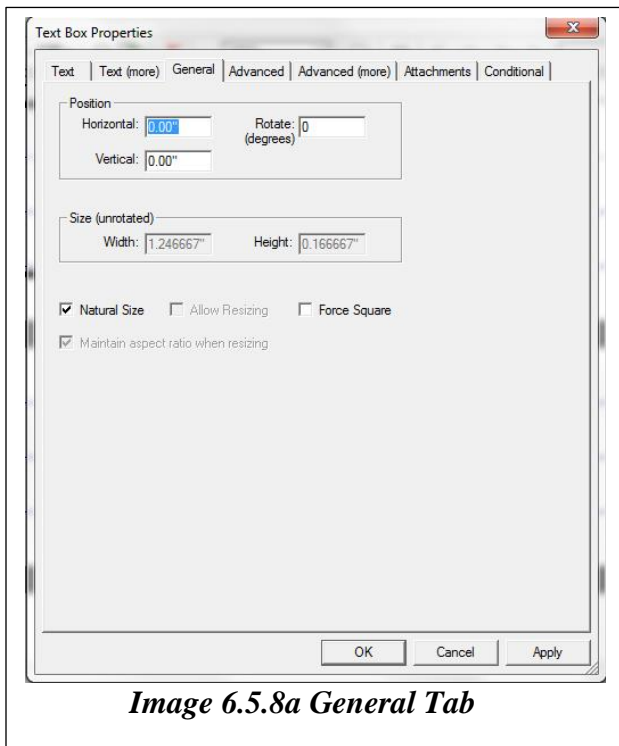 Text Box Properties
Text Text (more) General Advanced Advanced (more) Attachments Conditional
Position
Horizontal: 0.00" Rotate: 0
(degrees)
Vertical: 0.00"
Size (unrotated)
Width: 1.246667" Height: 0.166667"
Natural Size Allow Resizing Force Square
Maintain aspect ratio when resizing
OK Cancel Apply
Image 6.5.8a General Tab